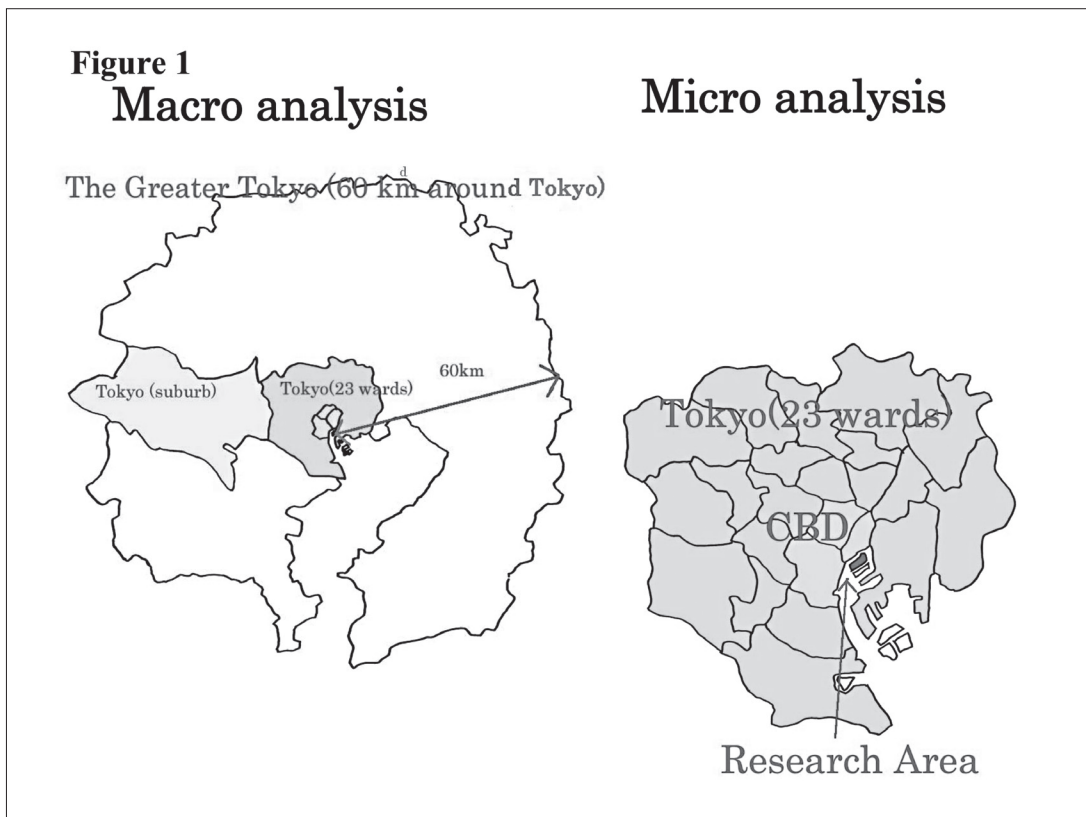 Figure 1
Macro analysis
Micro analysis
The Greater Tokyo (60 km around Tokyo)
d
60km
Tokyo (suburb)
Tokyo(23 wards)
Tokyo(23 wards)
CBD
Research Area